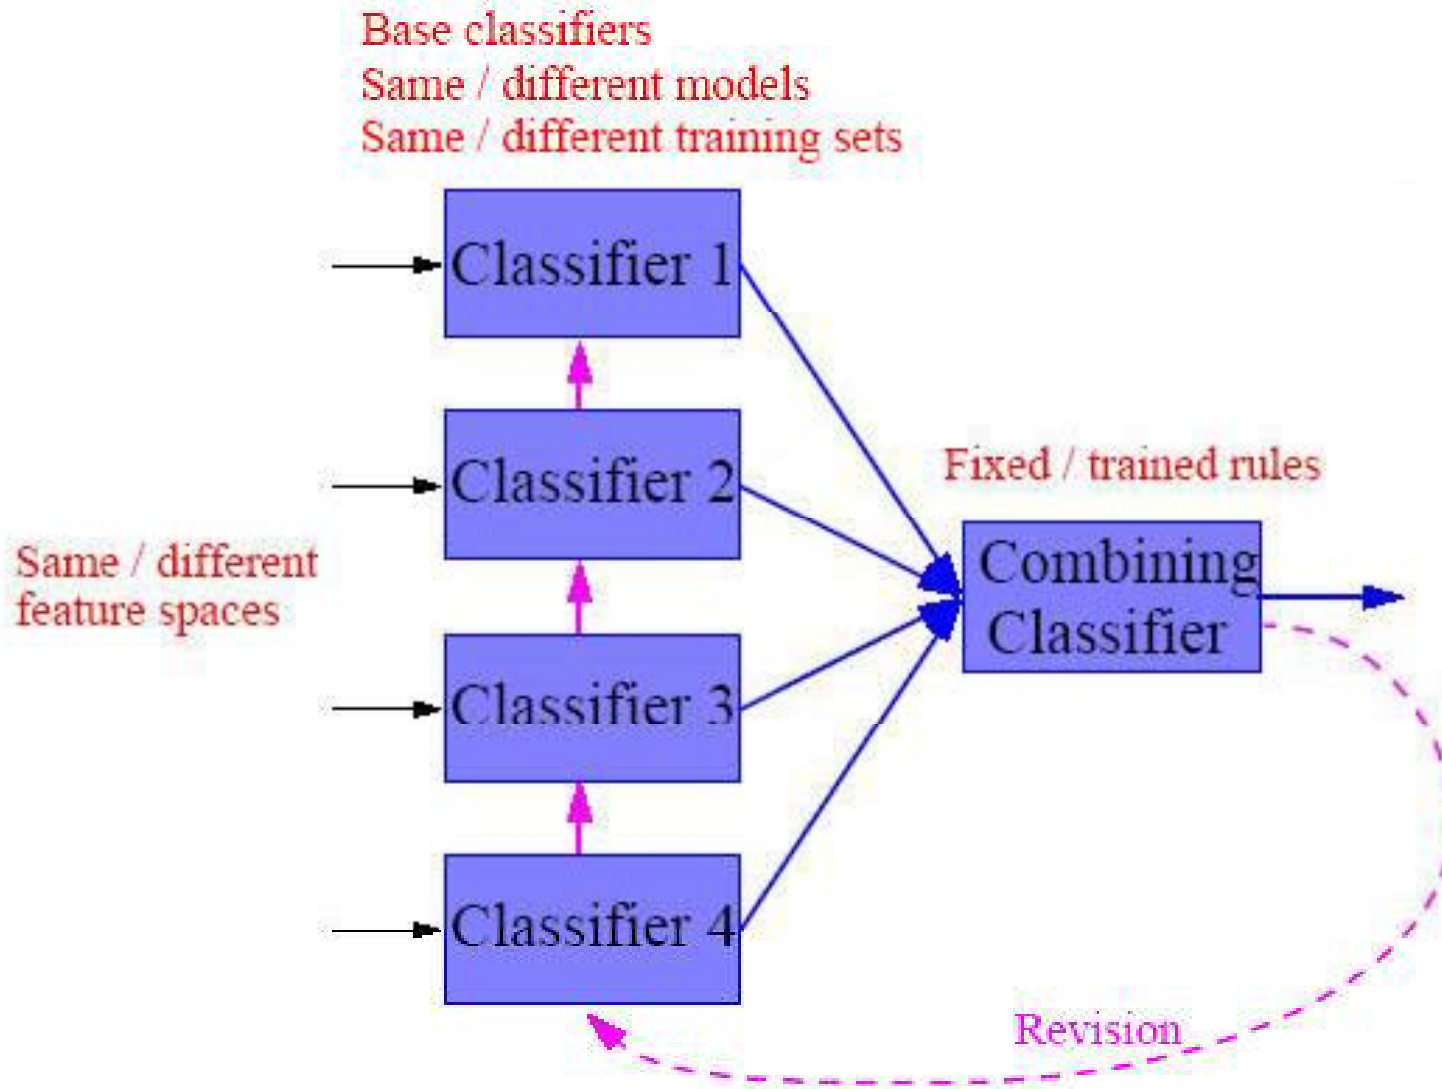 Base classifiers
Same / different models
Same / different training sets
Classifier 1
Classifier 2
Fixed / trained rules
Same / different
feature spaces
Combining
Classifier
Classifier 3
Classifier 4
Revision